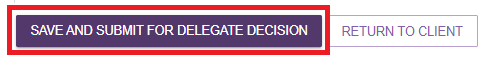 SAVE AND SUBMIT FOR DELEGATE DECISION RETURN TO CLIENT